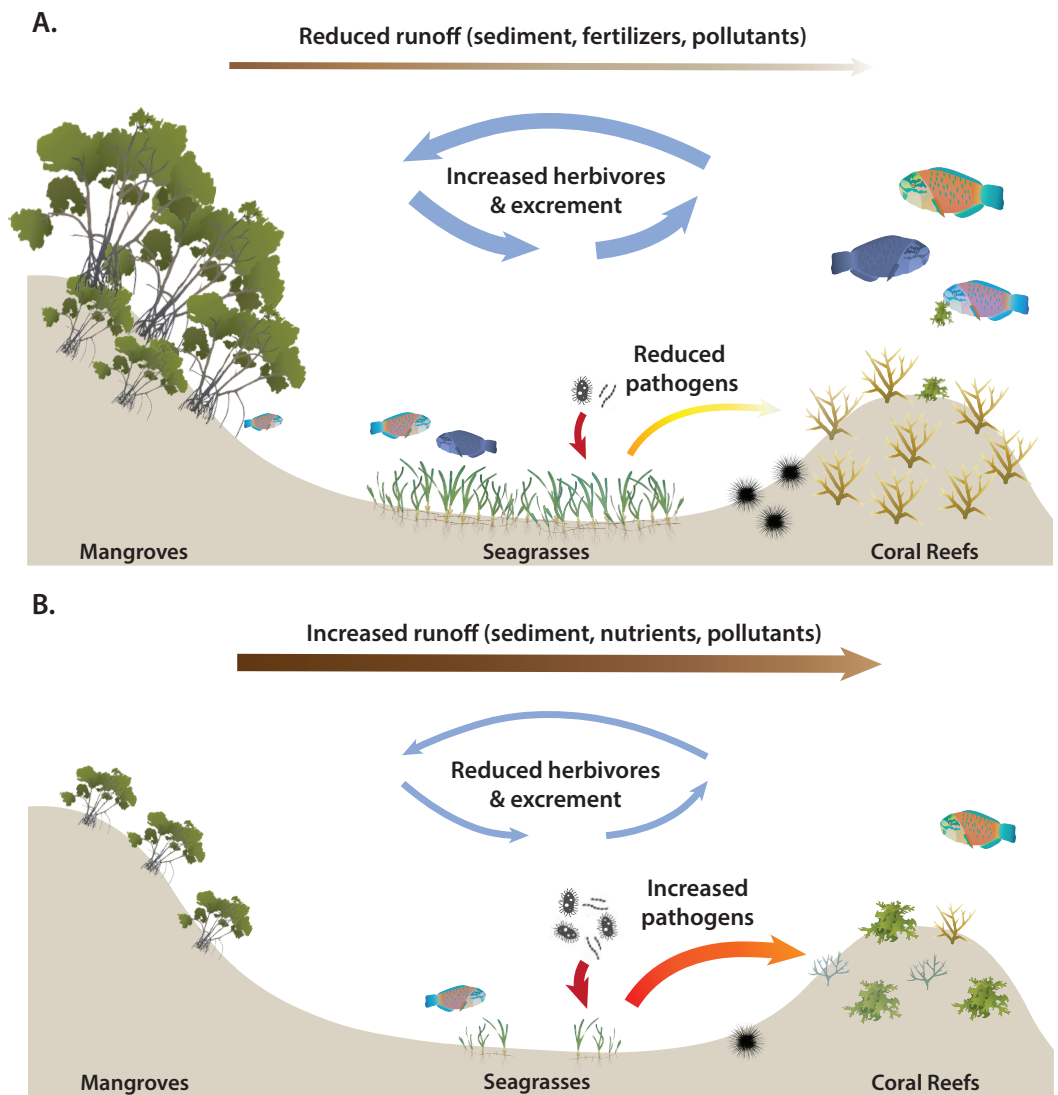 A.
Reduced runoff (sediment, fertilizers, pollutants)
Increased herbivores
& excrement
Reduced
pathogens
Mangroves
Seagrasses
Coral Reefs
B.
Increased runoff (sediment, nutrients, pollutants)
Reduced herbivores
& excrement
Increased
pathogens
Mangroves
Seagrasses
Coral Reefs